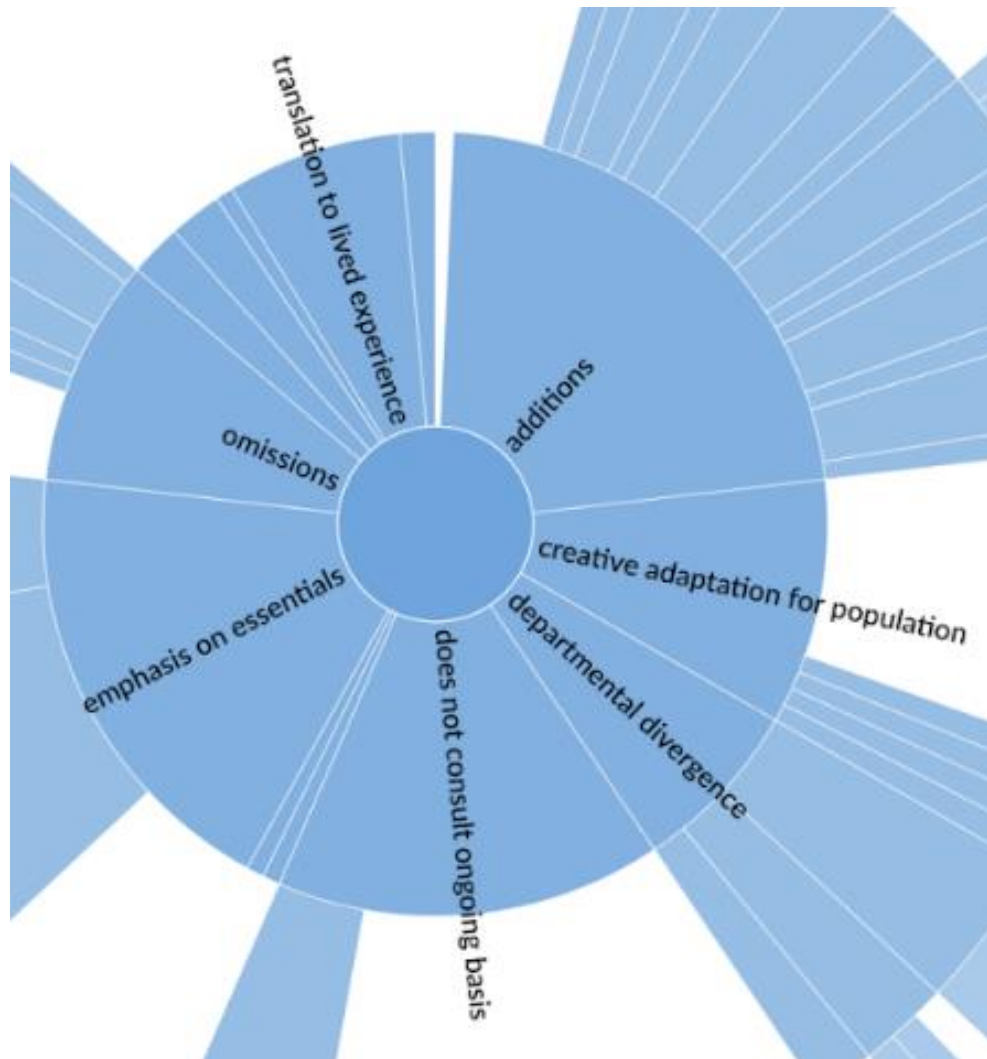 translation to lived experience
additions
omissions
creative adaptation for population
departmental divergence
emphasis on essentials
does not consult ongoing basis